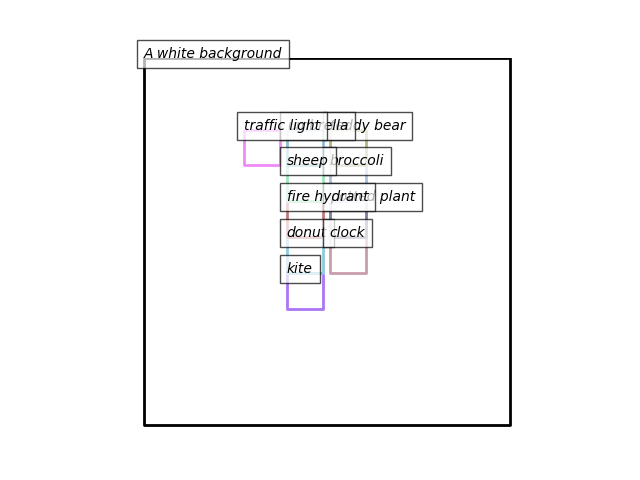 A white background
traffic light umbrella teddy bear
sheep broccoli
fire hydrant potted plant
donut clock
kite